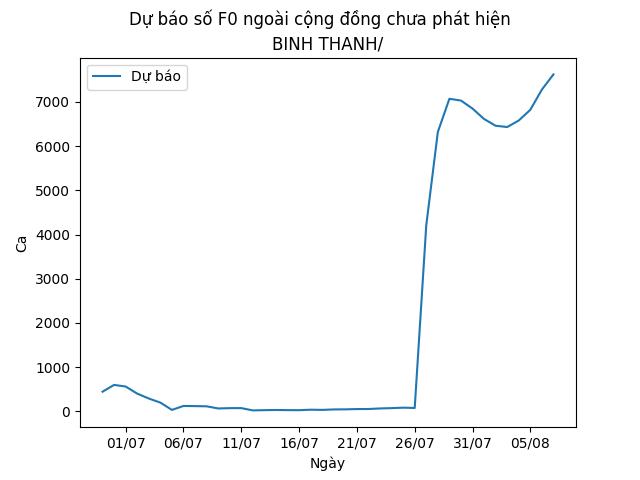 Dự báo số F0 ngoài cộng đồng chưa phát hiện
BINH THANH/
Dự báo
Ca
7000
6000
5000
4000
3000
2000
1000
0
01/07 06/07 11/07 16/07 21/07 26/07 31/07 05/08
Ngày